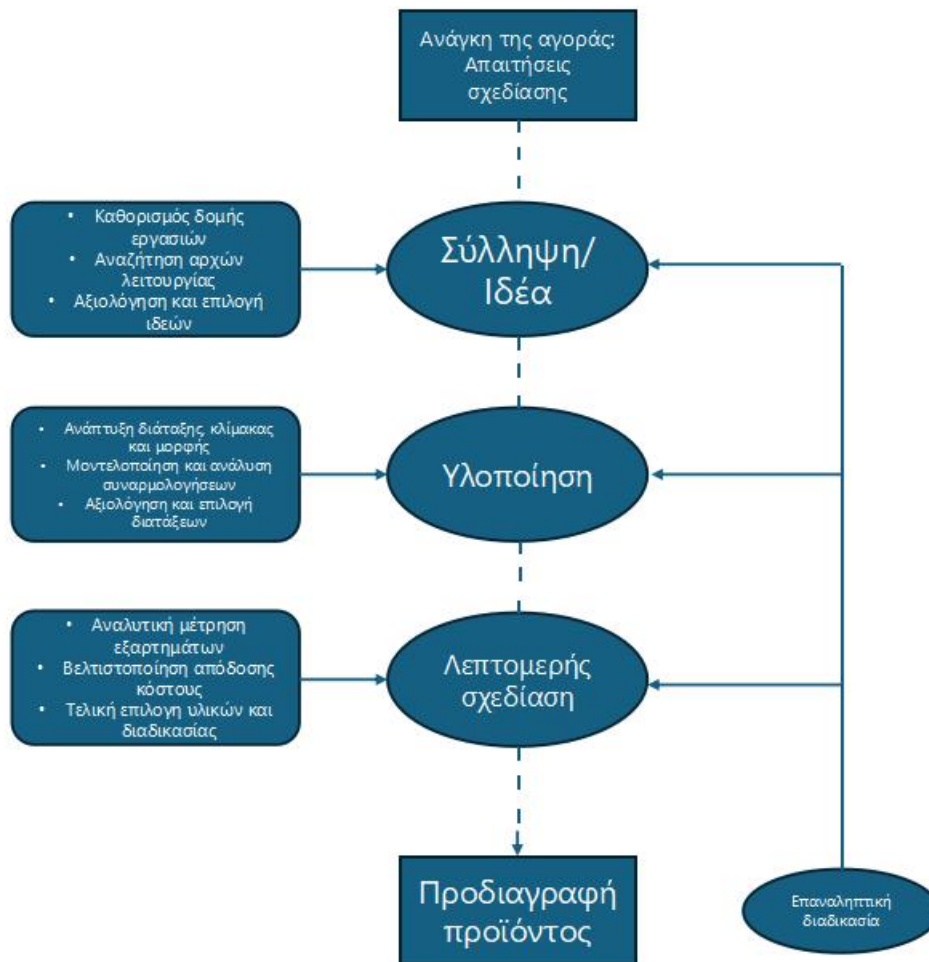 Ανάγκη της αγοράς:
Απαιτήσεις
σχεδίασης
• Καθορισμός δομής
εργασιών
• Αναζήτηση αρχών
λειτουργίας
• Αξιολόγηση και επιλογή
ιδεών
Σύλληψη/
Ιδέα
• Ανάπτυξη διάταξης, κλίμακας
και μορφής
• Μοντελοποίηση και ανάλυση
συναρμολογήσεων
• Αξιολόγηση και επιλογή
διατάξεων
Υλοποίηση
• Αναλυτική μέτρηση
εξαρτημάτων
• Βελτιστοποίηση απόδοσης
κόστους
• Τελική επιλογη υλικών και
διαδικασίας
Λεπτομερής
σχεδίαση
Προδιαγραφή
προϊόντος
Επαναληπτική
διαδικασία